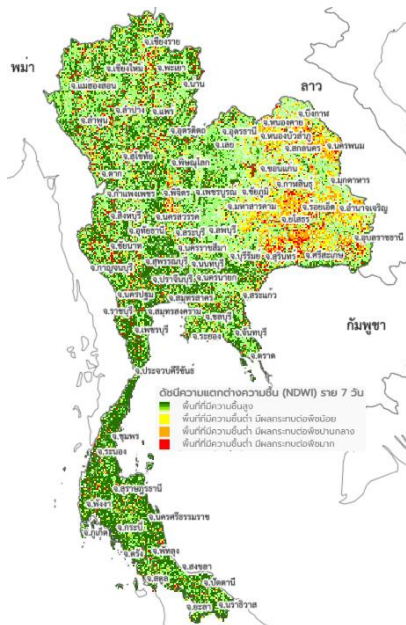 จ.เชียงราย
พม่า
จ.เชียงใหม่
จ.พะเยา
ลาว
จ.แม่ฮ่องสอน
จ.น่าน
จ.บึงกาฬ
จ.ลำปาง
จ.แพร่
จ.หนองคาย
จ.ลำพูน
จ.อุตรดิตถ์
จ.อุดรธานี
จ.หนองบัวลำภู
จ.นครพนม
จ.สุโขทัย
จ.เลย
จ.สกลนคร
จ.พิษณุโลก
จ.ขอนแก่น
จ.ตาก
จ.มุกดาหาร
จ.กำแพงเพชร
จ.พิจิตร
จ.เพชรบูรณ์
จ.ชัยภูมิ
จ.กาฬสินธุ์
จ.มหาสารคาม
จ.ร้อยเอ็ด
จ.อำนาจเจริญ
จ.สิงห์บุรี
จ.นครสวรรค์
จ.ยโสธร
จ.อุทัยธานี
จ.สระบุรี
จ.ลพบุรี
จ.ชัยนาท
จ.นครราชสีมา
จ.อุบลราชธานี
จ.สุพรรณบุรี
จ.นนทบุรี
จ.บุรีรัมย์
จ.สุรินทร์
จ.ศรีสะเกษ
จ.กาญจนบุรี
จ.ปราจีนบุรี
จ.นครนายก
จ.นครปฐม
จ.สมุทรสาคร
จ.สระแก้ว
จ.ราชบุรี
จ.สมุทรสงคราม
จ.ชลบุรี
กัมพูชา
จ.เพชรบุรี
จ.ระยอง
จ.จันทบุรี
จ.ตราด
จ.ประจวบคีรีขันธ์
ดัชนีความแตกต่างความชื้น (NDWI) ราย 7 วัน
พื้นที่ที่มีความชื้นสูง
พื้นที่ที่มีความชื้นต่ำ มีผลกระทบต่อพืชน้อย
พื้นที่ที่มีความชื้นต่ำ มีผลกระทบต่อพืชปานกลาง
พื้นที่ที่มีความชื้นต่ำ มีผลกระทบต่อพืชมาก
จ.ชุมพร
จ.ระนอง
จ.สุราษฎร์ธานี
จ.พังงา
จ.นครศรีธรรมราช
จ.กระบี่
จ.ภูเก็ต
จ.ตรัง
จ.พัทลุง
จ.สงขลา
จ.สตูล
จ.ปัตตานี
จ.ยะลา
จ.นราธิวาส